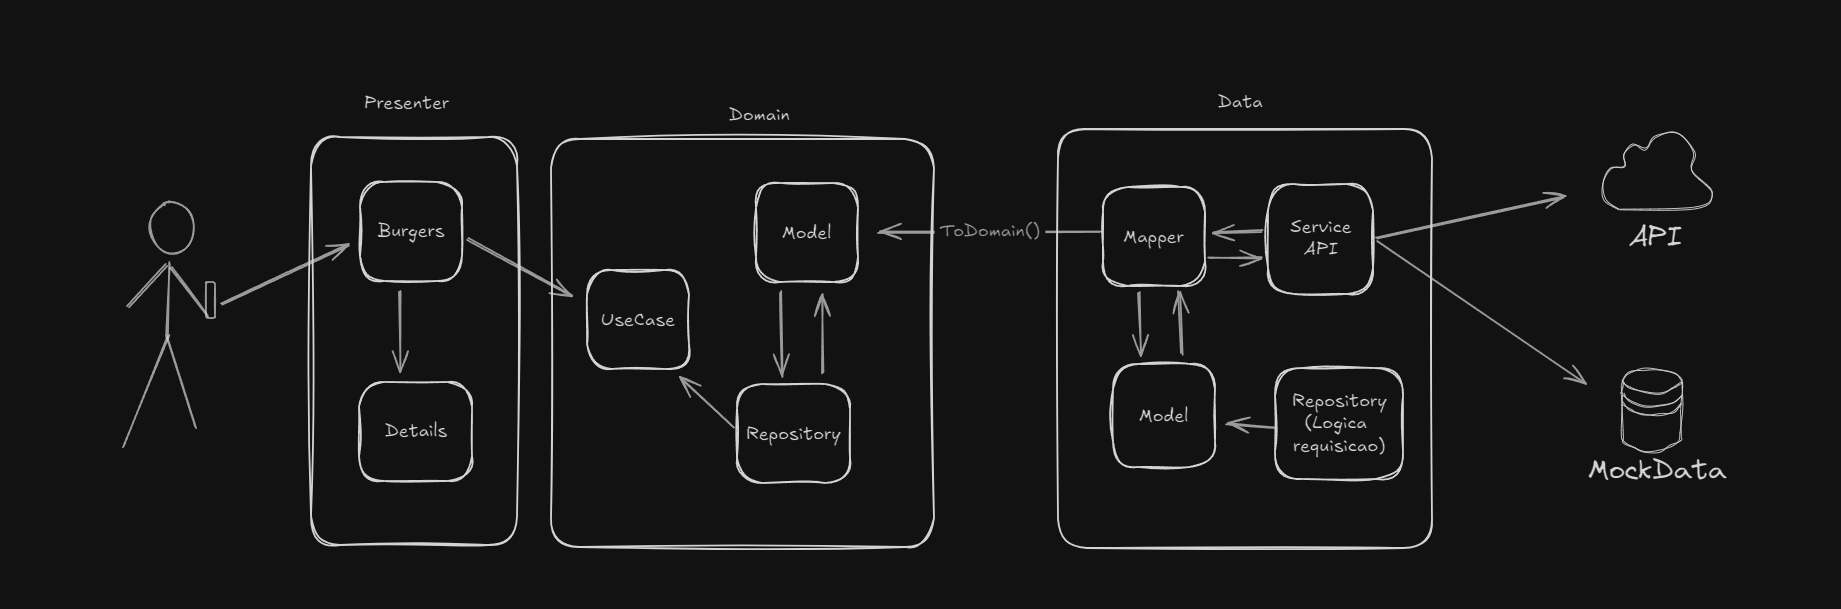 Presenter
Burgers
Details
Domain
Model
UseCase
Repository
ToDomain()
Data
Mapper
Service
API
Model
Repository
(Logica
requisicao)
API
MockData